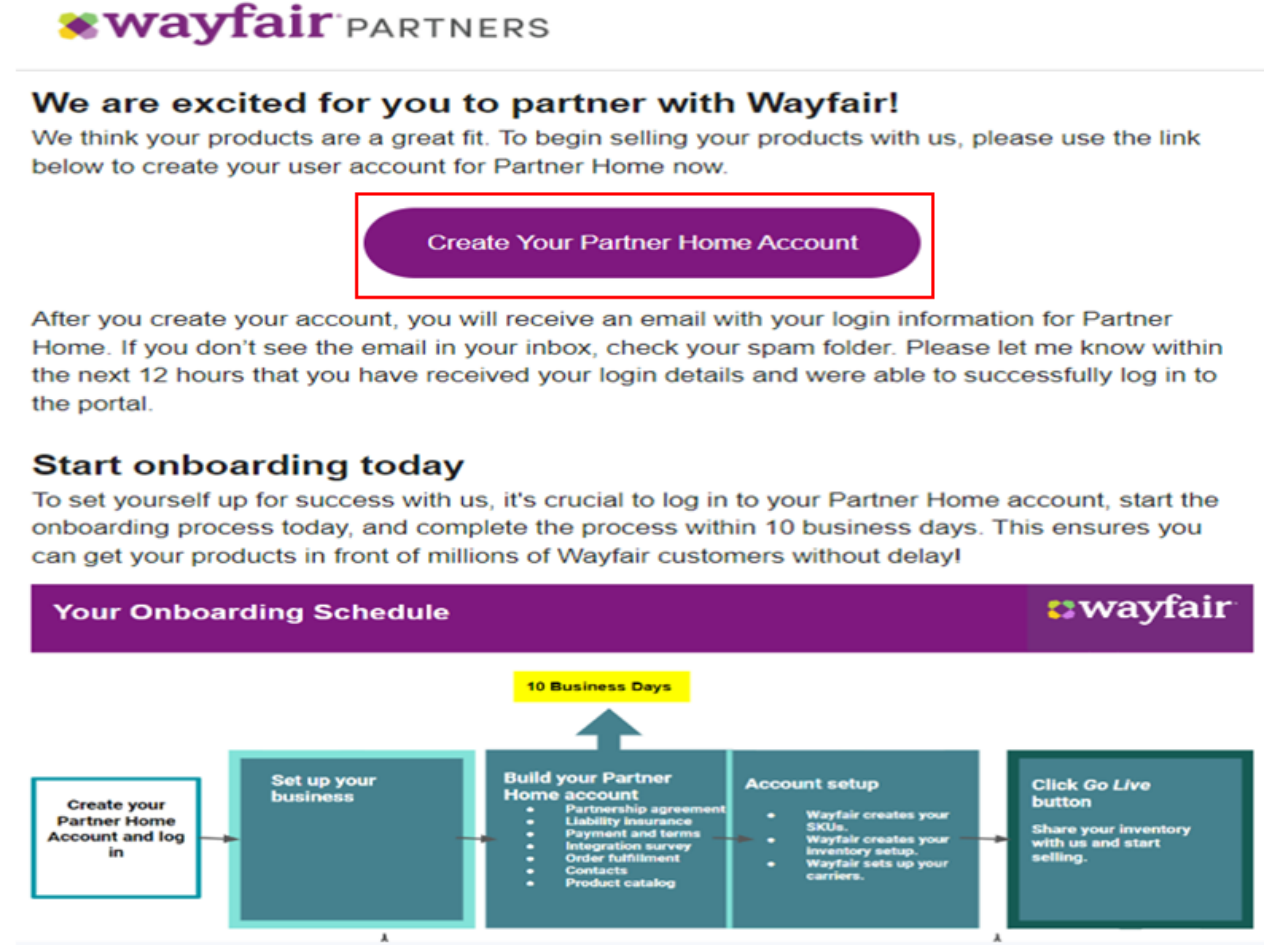 wayfair PARTNERS
We are excited for you to partner with Wayfair!
We think your products are a great fit. To begin selling your products with us, please use the link
below to create your user account for Partner Home now.
Create Your Partner Home Account
After you create your account, you will receive an email with your login information for Partner
Home. If you don't see the email in your inbox, check your spam folder. Please let me know within
the next 12 hours that you have received your login details and were able to successfully log in to
the portal.
Start onboarding today
To set yourself up for success with us, it's crucial to log in to your Partner Home account, start the
onboarding process today, and complete the process within 10 business days. This ensures you
can get your products in front of millions of Wayfair customers without delay!
Your Onboarding Schedule
wayfair
10 Business Days
Create your
Partner Home
Account and log
in
Set up your
business
Build your Partner
Home account
• Partnership agreement
• Liability insurance
• Payment and terms
• Integration survey
• Order fulfillment
• Contacts
• Product catalog
Account setup
• Wayfair creates your
SKUs.
• Wayfair creates your
inventory setup.
• Wayfair sets up your
carriers.
Click Go Live
button
Share your inventory
with us and start
selling.